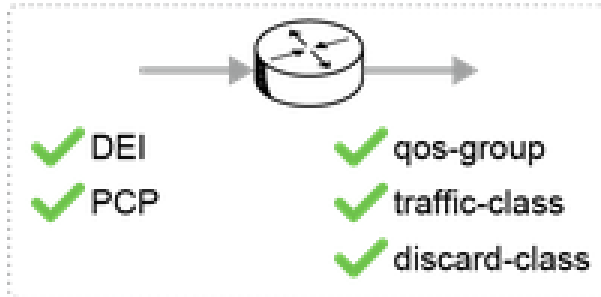 DEI
PCP
qos-group
traffic-class
discard-class